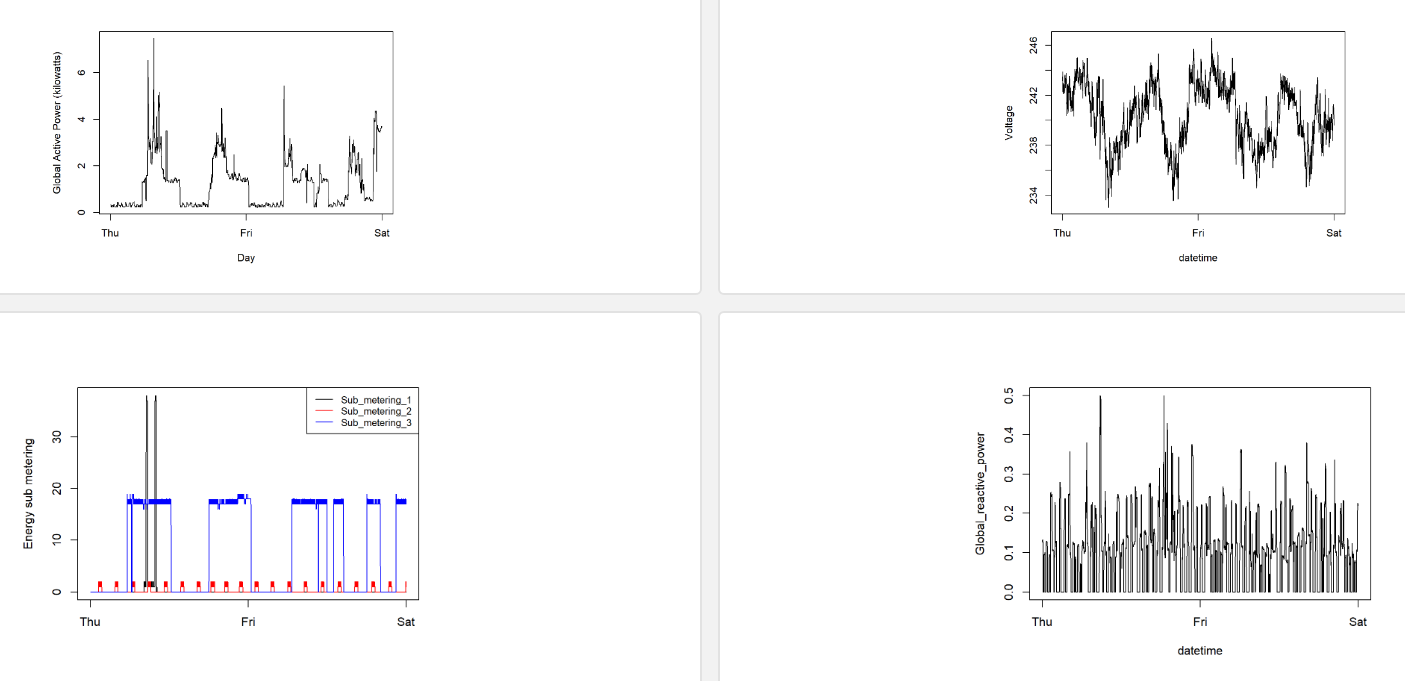 Global Active Power (kilowatts)
6
4
2
0
Thu Fri Sat
Day
Voltage
246
242
238
234
Thu Fri Sat
datetime
Energy sub metering
30
20
10
0
Sub_metering_1
Sub_metering_2
Sub_metering_3
Thu Fri Sat
Global_reactive_power
0.5
0.4
0.3
0.2
0.1
0.0
Thu Fri Sat
datetime